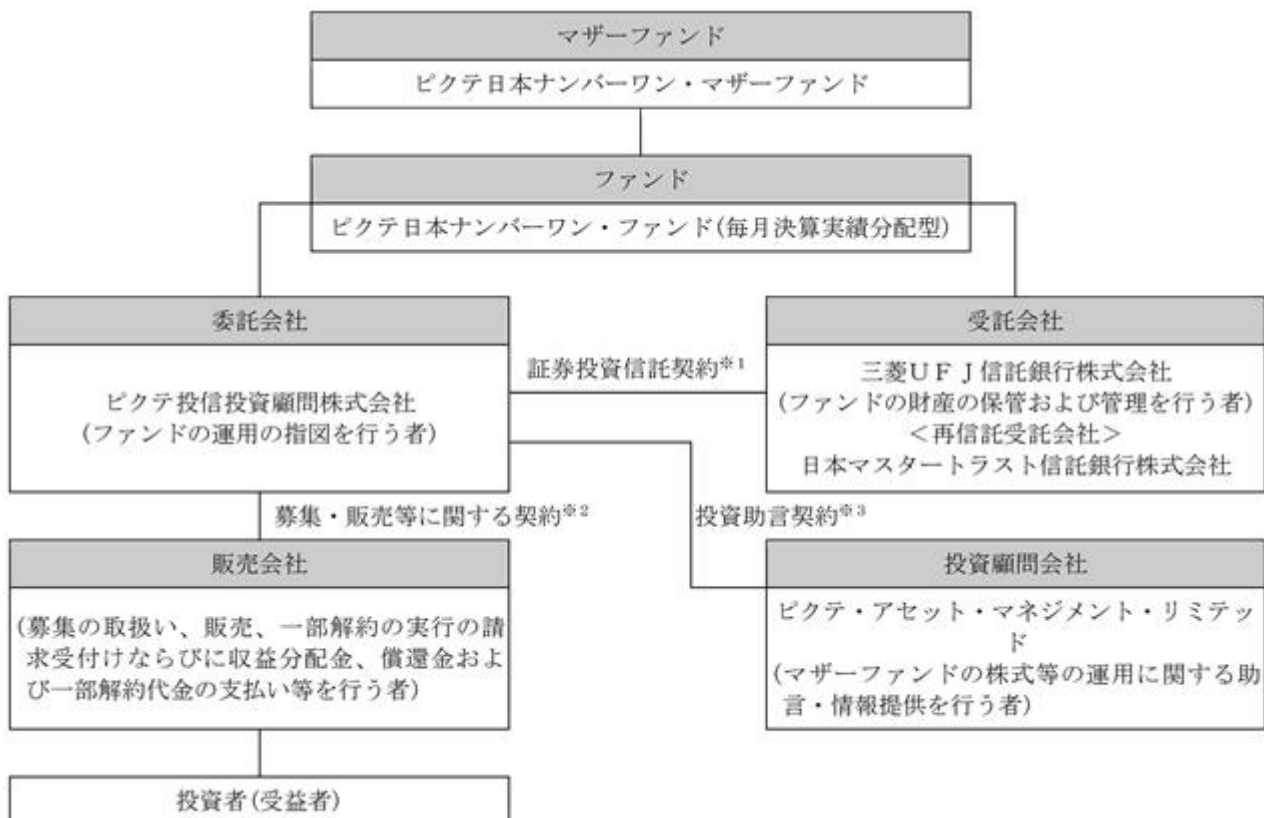 マザーファンド
ピクテ日本ナンバーワン・マザーファンド
ファンド
ピクテ日本ナンバーワン・ファンド(毎月決算実績分配型)
委託会社
ピクテ投信投資顧問株式会社
(ファンドの運用の指図を行う者)
証券投資信託契約※1
受託会社
三菱UFJ信託銀行株式会社
(ファンドの財産の保管および管理を行う者)
<再信託受託会社>
日本マスタートラスト信託銀行株式会社
募集・販売等に関する契約※2
投資助言契約※3
販売会社
(募集の取扱い、販売、一部解約の実行の請
求受付けならびに収益分配金、償還金およ
び一部解約代金の支払い等を行う者)
投資顧問会社
ピクテ・アセット・マネジメント・リミテッ
ド
(マザーファンドの株式等の運用に関する助
言・情報提供を行う者)
投資者(受益者)